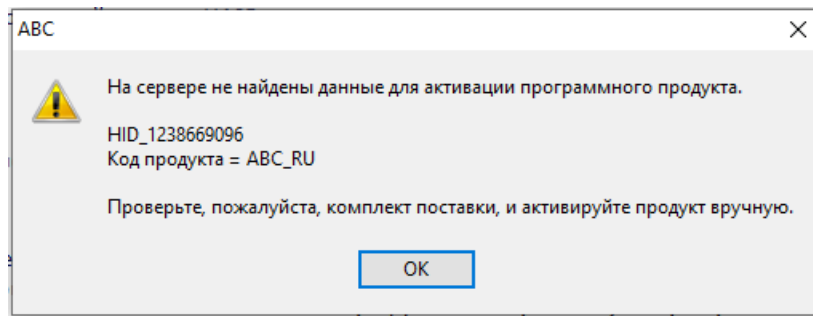 ABC
На сервере не найдены данные для активации программного продукта.
HID_1238669096
Код продукта = ABC_RU
Проверьте, пожалуйста, комплект поставки, и активируйте продукт вручную.
OK